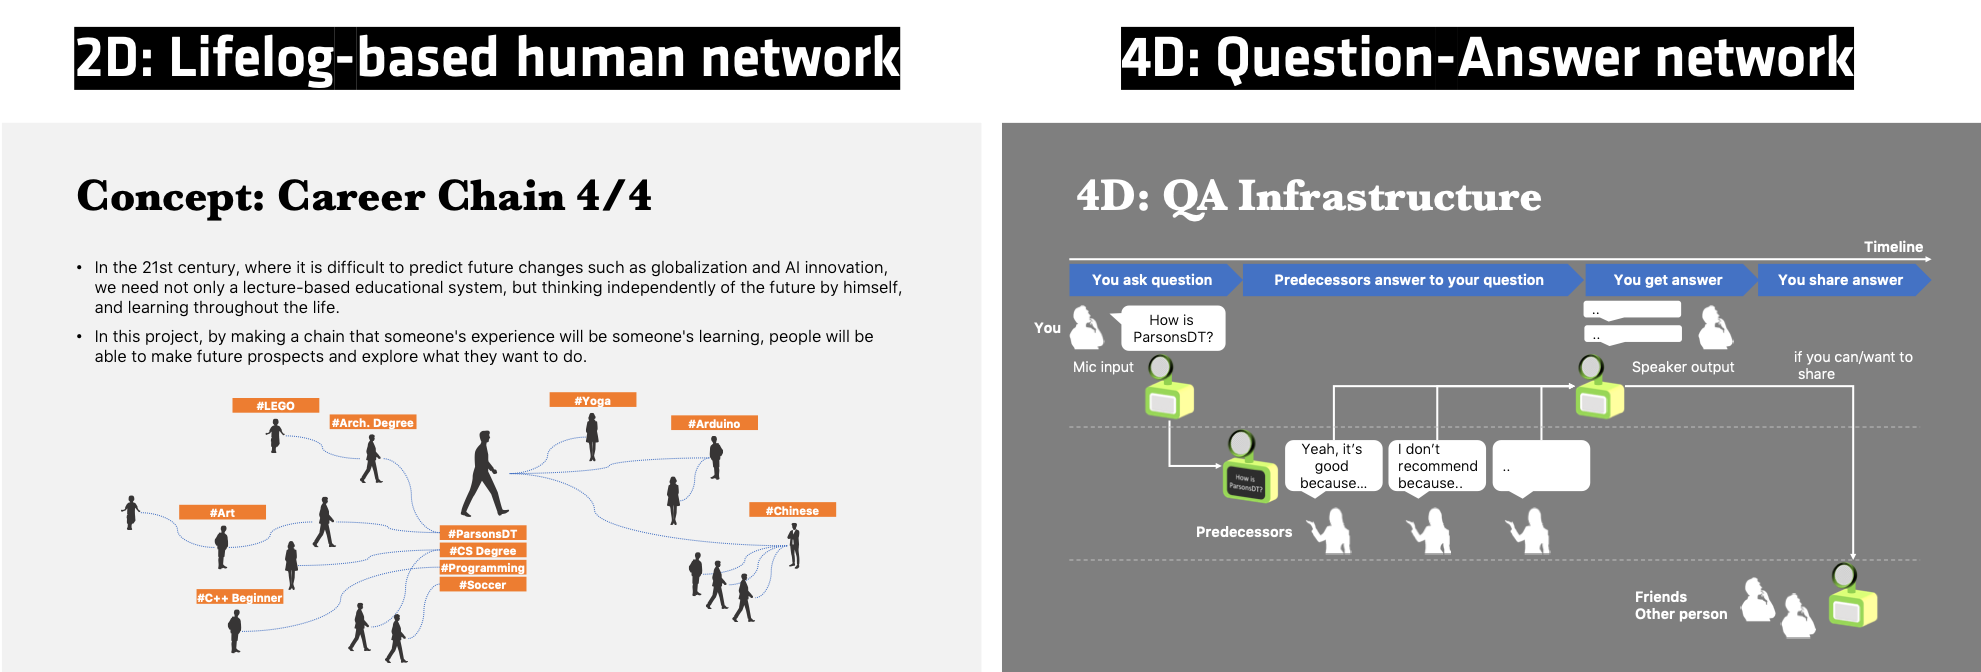 2D: Lifelog-based human network
Concept: Career Chain 4/4
• In the 21st century, where it is difficult to predict future changes such as globalization and AI innovation,
we need not only a lecture-based educational system, but thinking independently of the future by himself,
and learning throughout the life.
• In this project, by making a chain that someone's experience will be someone's learning, people will be
able to make future prospects and explore what they want to do.
#LEGO
#Arch. Degree
#Yoga
#Arduino
#Art
#Chinese
#ParsonsDT
#CS Degree
#Programming
#Soccer
#C++ Beginner
4D: Question-Answer network
4D: QA Infrastructure
Timeline
You ask question
Predecessors answer to your question
You get answer
You share answer
You
How is
ParsonsDT?
..
..
Mic input
Speaker output
if you can/want to
share
How is
ParsonsDT?
Yeah, it's
good
because...
I don't
recommend
because..
..
Predecessors
Friends
Other person